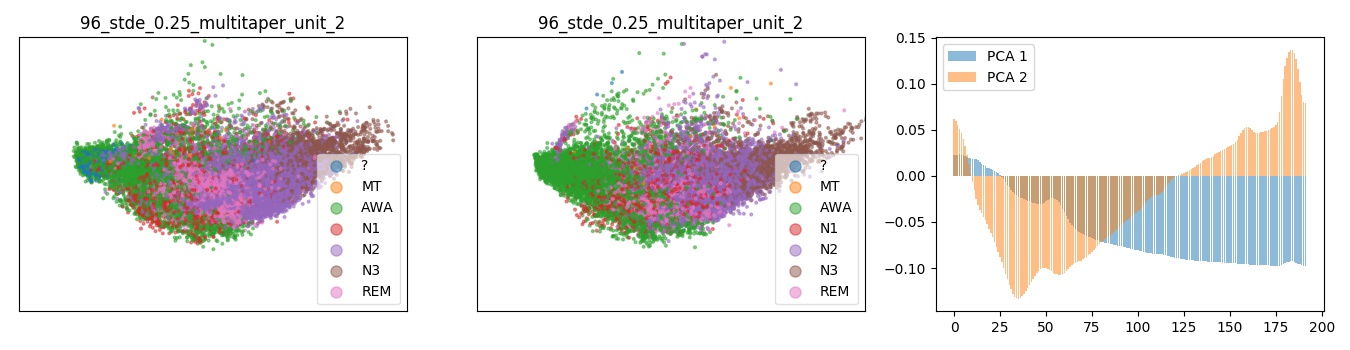 96_stde_0.25_multitaper_unit_2
?
MT
AWA
N1
N2
N3
REM
96_stde_0.25_multitaper_unit_2
?
MT
AWA
N1
N2
N3
REM
PCA 1
PCA 2
0.15
0.10
0.05
0.00
−0.05
−0.10
0 25 50 75 100 125 150 175 200